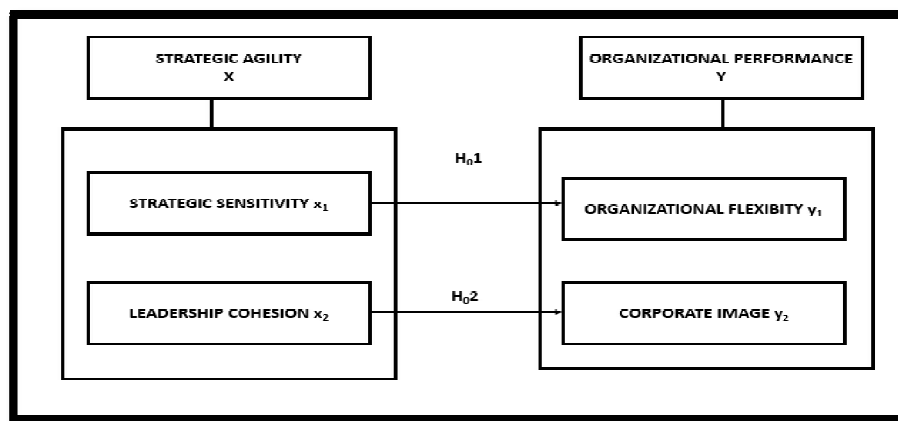 STRATEGIC AGILITY
X
ORGANIZATIONAL PERFORMANCE
Y
H₀1
STRATEGIC SENSITIVITY x₁
ORGANIZATIONAL FLEXIBITY y₁
H₀2
LEADERSHIP COHESION x₂
CORPORATE IMAGE y₂